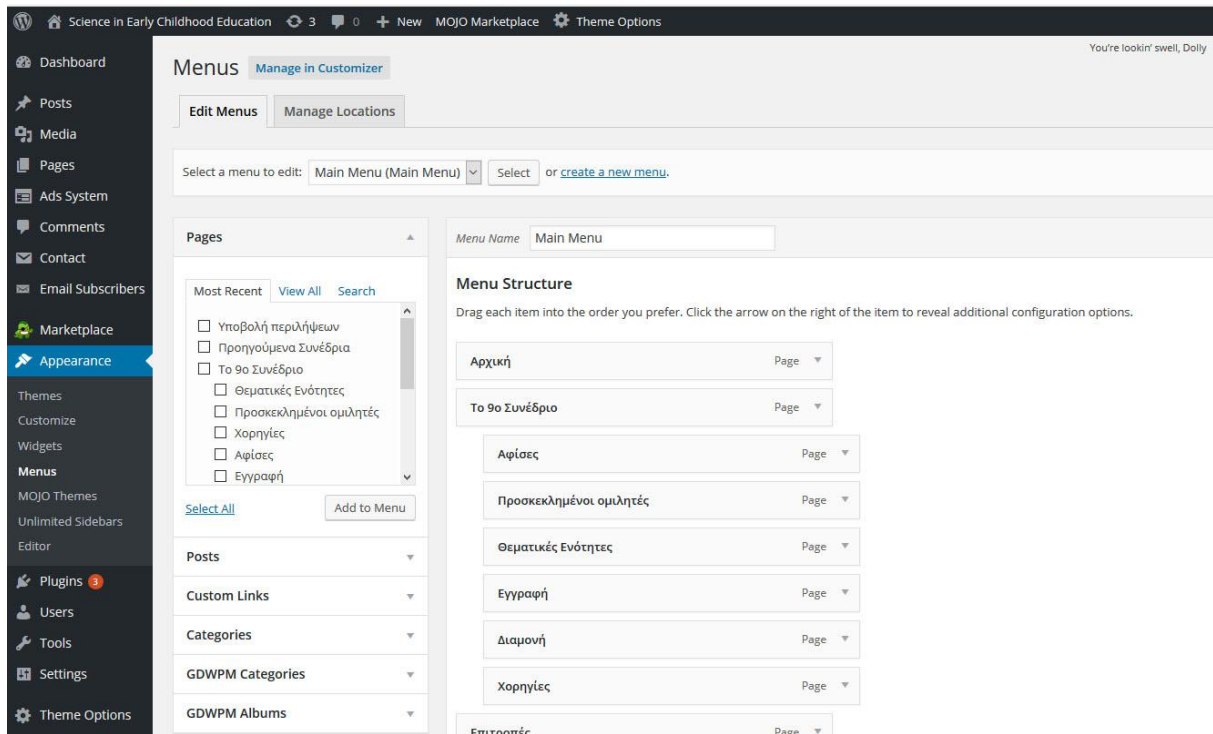 Science in Early Childhood Education 3 0 + New MOJO Marketplace Theme Options
You're lookin' swell, Dolly
Dashboard
Posts
Media
Pages
Ads System
Comments
Contact
Email Subscribers
Marketplace
Appearance
Themes
Customize
Widgets
Menus
MOJO Themes
Unlimited Sidebars
Editor
Plugins 3
Users
Tools
Settings
Theme Options
Menus Manage in Customizer
Edit Menus Manage Locations
Select a menu to edit: Main Menu (Main Menu) Select or create a new menu.
Pages
Most Recent View All Search
Υποβολή περιλήψεων
Προηγούμενα Συνέδρια
Το 9ο Συνέδριο
Θεματικές Ενότητες
Προσκεκλημένοι ομιλητές
Χορηγίες
Αφίσες
Εγγραφή
Select All Add to Menu
Posts
Custom Links
Categories
GDWPM Categories
GDWPM Albums
Menu Name Main Menu
Menu Structure
Drag each item into the order you prefer. Click the arrow on the right of the item to reveal additional configuration options.
Αρχική Page
Το 9ο Συνέδριο Page
Αφίσες Page
Προσκεκλημένοι ομιλητές Page
Θεματικές Ενότητες Page
Εγγραφή Page
Διαμονή Page
Χορηγίες Page
Επιτροπές Page